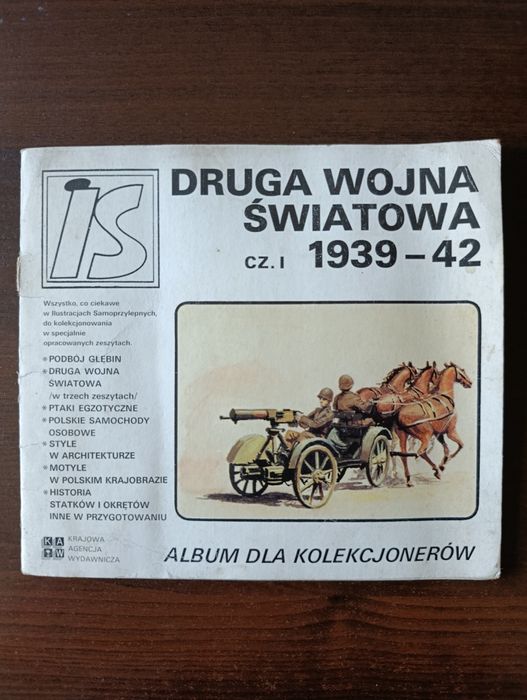 IS
DRUGA WOJNA
ŚWIATOWA
CZ. I 1939 – 42
Wszystko, co ciekawe
w Ilustracjach Samoprzylepnych,
do kolekcjonowania
w specjalnie
opracowanych zeszytach.
* PODBÓJ GŁĘBIN
* DRUGA WOJNA
ŚWIATOWA
/w trzech zeszytach/
* PTAKI EGZOTYCZNE
* POLSKIE SAMOCHODY
OSOBOWE
* STYLE
W ARCHITEKTURZE
* MOTYLE
W POLSKIM KRAJOBRAZIE
* HISTORIA
STATKÓW I OKRĘTÓW
INNE W PRZYGOTOWANIU
KAW
KRAJOWA
AGENCJA
WYDAWNICZA
ALBUM DLA KOLEKCJONERÓW